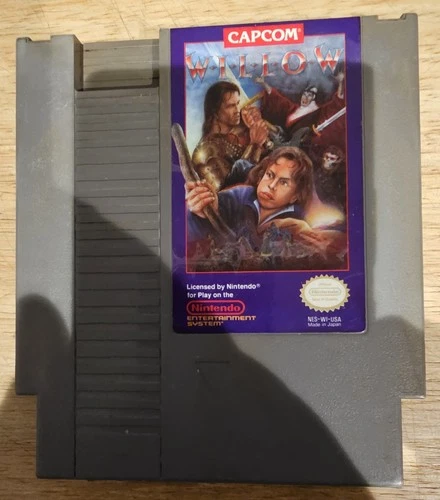 CAPCOM®
WILLOW
Licensed by Nintendo®
for Play on the
Nintendo®
ENTERTAINMENT
SYSTEM®
NES-WI-USA
Made in Japan